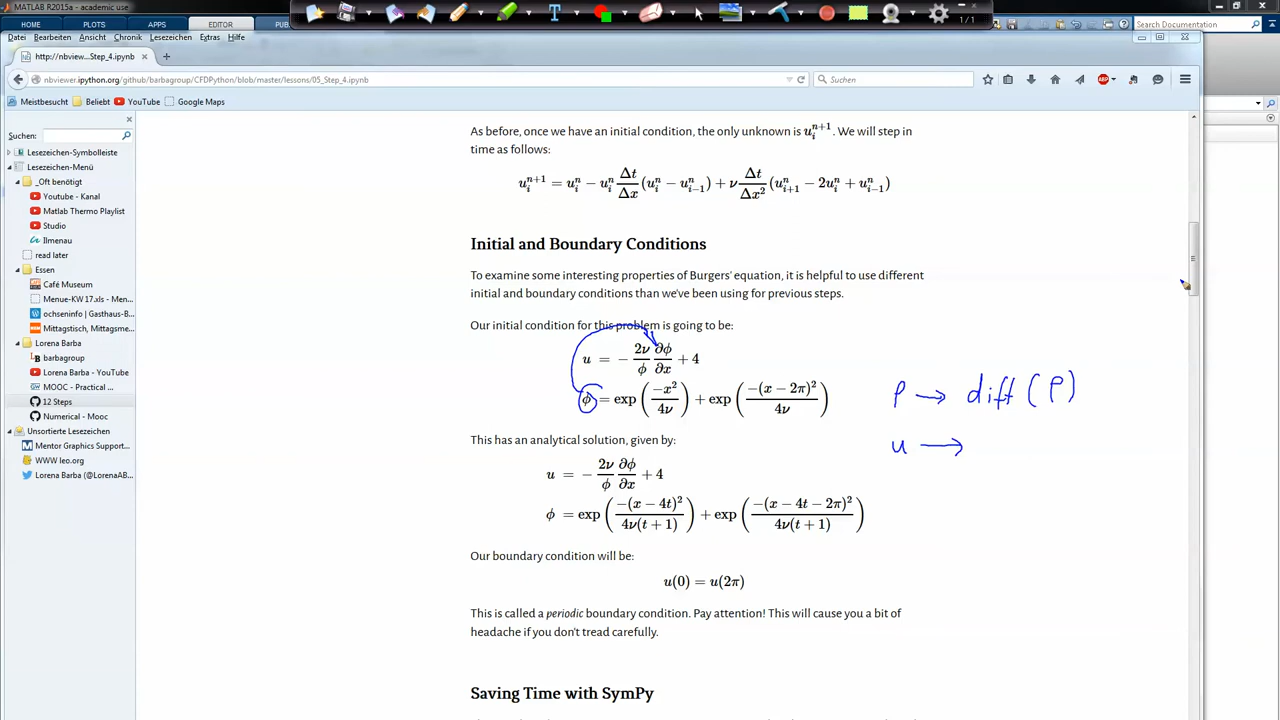 MATLAB R2015a - academic use
HOME PLOTS APPS EDITOR PUB
1/1
Search Documentation
Datei Bearbeiten Ansicht Chronik Lesezeichen Extras Hilfe
http://nbview...Step_4.ipynb
nbviewer.ipython.org/github/barbagroup/CFDPython/blob/master/lessons/05_Step_4.ipynb
Suchen
Meistbesucht Beliebt YouTube Google Maps
Suchen:
Lesezeichen-Symbolleiste
Lesezeichen-Menü
_Oft benötigt
Youtube - Kanal
Matlab Thermo Playlist
Studio
Ilmenau
read later
Essen
Café Museum
Menue-KW 17.xls - Men...
ochseninfo | Gasthaus-B...
Mittagstisch, Mittagsme...
Lorena Barba
barbagroup
Lorena Barba - YouTube
MOOC - Practical ...
12 Steps
Numerical - Mooc
Unsortierte Lesezeichen
Mentor Graphics Support...
WWW leo.org
Lorena Barba (@LorenaAB...
As before, once we have an initial condition, the only unknown is u_i^{n+1}. We will step in
time as follows:
u_i^{n+1} = u_i^n − u_i^n Δt/Δx (u_i^n − u_{i−1}^n) + ν Δt/Δx² (u_{i+1}^n − 2u_i^n + u_{i−1}^n)
Initial and Boundary Conditions
To examine some interesting properties of Burgers' equation, it is helpful to use different
initial and boundary conditions than we've been using for previous steps.
Our initial condition for this problem is going to be:
u = − 2ν/ϕ ∂ϕ/∂x + 4
ϕ = exp(−x²/4ν) + exp(−(x − 2π)²/4ν)
ϕ → diff(ϕ)
This has an analytical solution, given by:
u →
u = − 2ν/ϕ ∂ϕ/∂x + 4
ϕ = exp(−(x − 4t)²/4ν(t + 1)) + exp(−(x − 4t − 2π)²/4ν(t + 1))
Our boundary condition will be:
u(0) = u(2π)
This is called a periodic boundary condition. Pay attention! This will cause you a bit of
headache if you don't tread carefully.
Saving Time with SymPy